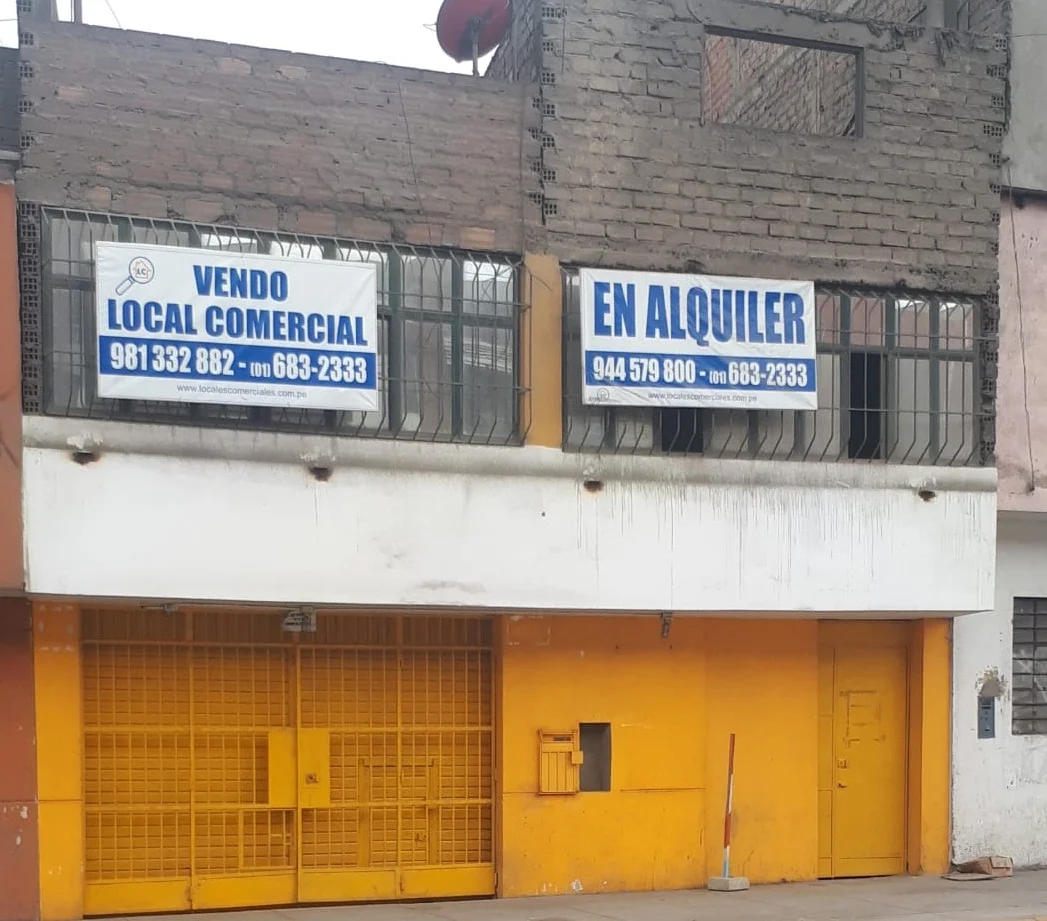 LC
VENDO
LOCAL COMERCIAL
981 332 882 - (01) 683-2333
www.localescomerciales.com.pe
EN ALQUILER
944 579 800 - (01) 683-2333
www.localescomerciales.com.pe